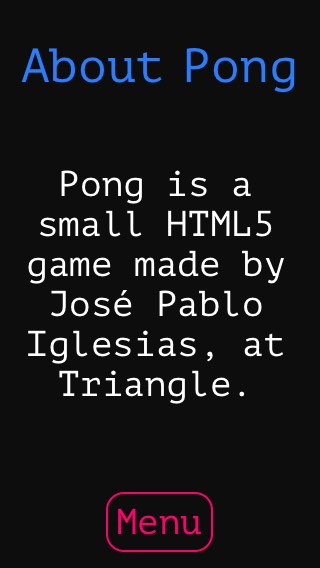 About Pong
Pong is a
small HTML5
game made by
José Pablo
Iglesias, at
Triangle.
Menu